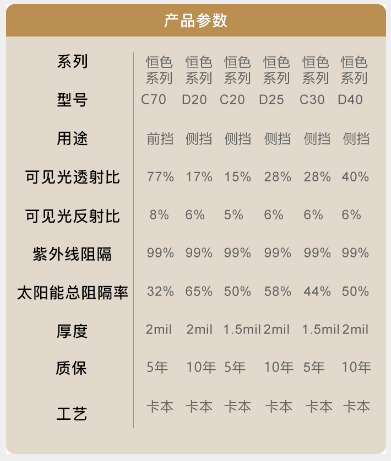 产品参数
系列 恒色系列 恒色系列 恒色系列 恒色系列 恒色系列 恒色系列
型号 C70 D20 C20 D25 C30 D40
用途 前挡 侧挡 侧挡 侧挡 侧挡 侧挡
可见光透射比 77% 17% 15% 28% 28% 40%
可见光反射比 8% 6% 5% 6% 6% 6%
紫外线阻隔 99% 99% 99% 99% 99% 99%
太阳能总阻隔率 32% 65% 50% 58% 44% 50%
厚度 2mil 2mil 1.5mil 2mil 1.5mil 2mil
质保 5年 10年 5年 10年 5年 10年
工艺 卡本 卡本 卡本 卡本 卡本 卡本